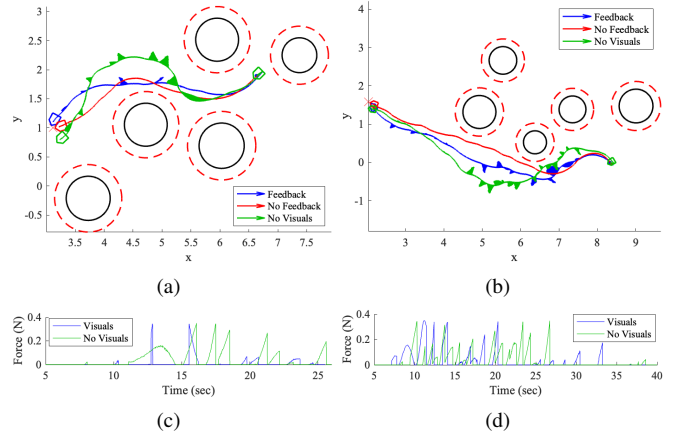 3
2.5
2
1.5
1
0.5
0
-0.5
y
3
3.5
4
4.5
5
5.5
6
6.5
7
7.5
x
Feedback
No Feedback
No Visuals
(a)
4
3
2
1
0
-1
y
3
5
7
8
9
2
4
6
x
Feedback
No Feedback
No Visuals
(b)
Force (N)
0.4
0.2
0
5
10
15
20
25
Time (sec)
Visuals
No Visuals
(c)
Force (N)
0.4
0.2
0
5
10
15
20
25
30
35
40
Time (sec)
Visuals
No Visuals
(d)